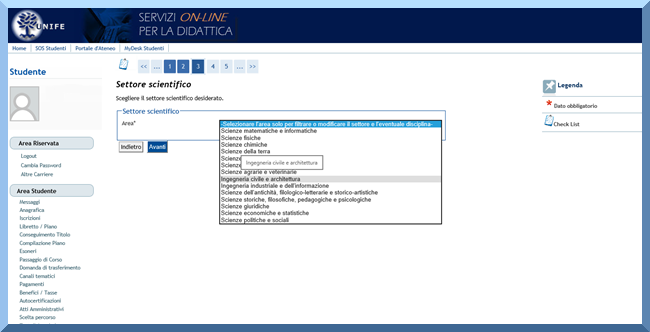 UNIFE
SERVIZI ON-LINE
PER LA DIDATTICA
Home SOS Studenti Portale d'Ateneo MyDesk Studenti
Studente
<< ... 1 2 3 4 5 ... >>
Settore scientifico
Scegliere il settore scientifico desiderato.
Settore scientifico
Area*
-Selezionare l'area solo per filtrare o modificare il settore e l'eventuale disciplina-
Scienze matematiche e informatiche
Scienze fisiche
Scienze chimiche
Scienze della terra
Scienze
Ingegneria civile e architettura
Scienze agrarie e veterinarie
Ingegneria civile e architettura
Ingegneria industriale e dell'informazione
Scienze dell'antichità, filologico-letterarie e storico-artistiche
Scienze storiche, filosofiche, pedagogiche e psicologiche
Scienze giuridiche
Scienze economiche e statistiche
Scienze politiche e sociali
Indietro Avanti
Legenda
* Dato obbligatorio
Check List
Area Riservata
Logout
Cambia Password
Altre Carriere
Area Studente
Messaggi
Anagrafica
Iscrizioni
Libretto / Piano
Conseguimento Titolo
Compilazione Piano
Esoneri
Passaggio di Corso
Domanda di trasferimento
Canali tematici
Pagamenti
Benefici / Tasse
Autocertificazioni
Atti Amministrativi
Scelta percorso